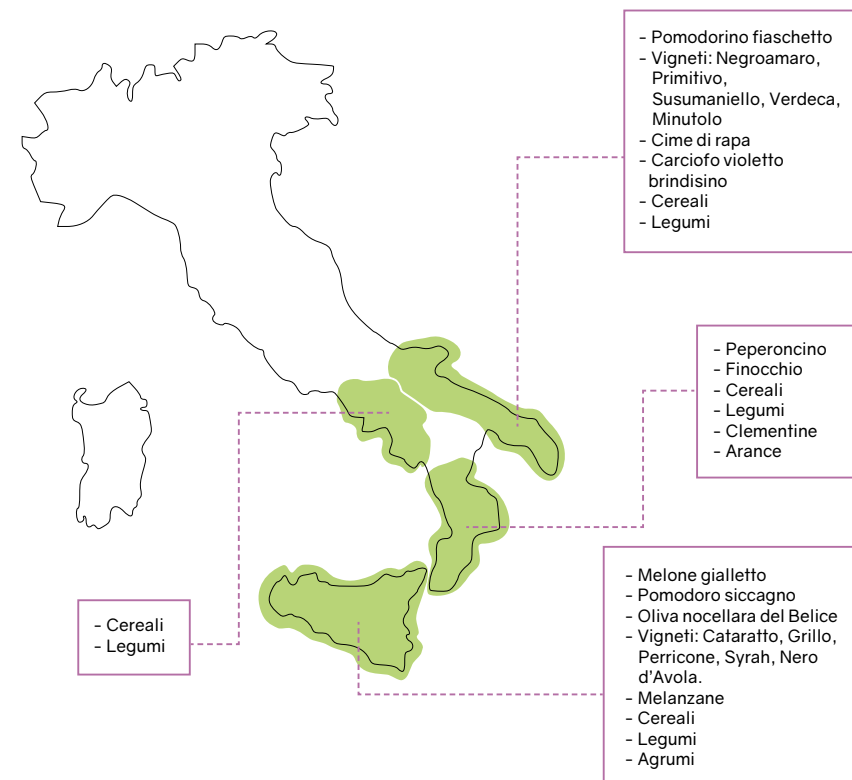 - Pomodorino fiaschetto
- Vigneti: Negroamaro,
Primitivo,
Susumaniello, Verdeca,
Minutolo
- Cime di rapa
- Carciofo violetto
brindisino
- Cereali
- Legumi
- Peperoncino
- Finocchio
- Cereali
- Legumi
- Clementine
- Arance
- Melone gialletto
- Pomodoro siccagno
- Oliva nocellara del Belice
- Vigneti: Cataratto, Grillo,
Perricone, Syrah, Nero
d'Avola.
- Melanzane
- Cereali
- Legumi
- Agrumi
- Cereali
- Legumi